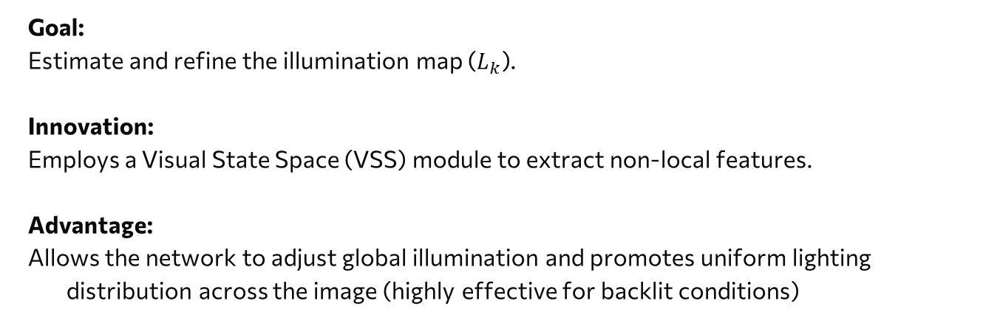 Goal:
Estimate and refine the illumination map (Lₖ).
Innovation:
Employs a Visual State Space (VSS) module to extract non-local features.
Advantage:
Allows the network to adjust global illumination and promotes uniform lighting
distribution across the image (highly effective for backlit conditions)